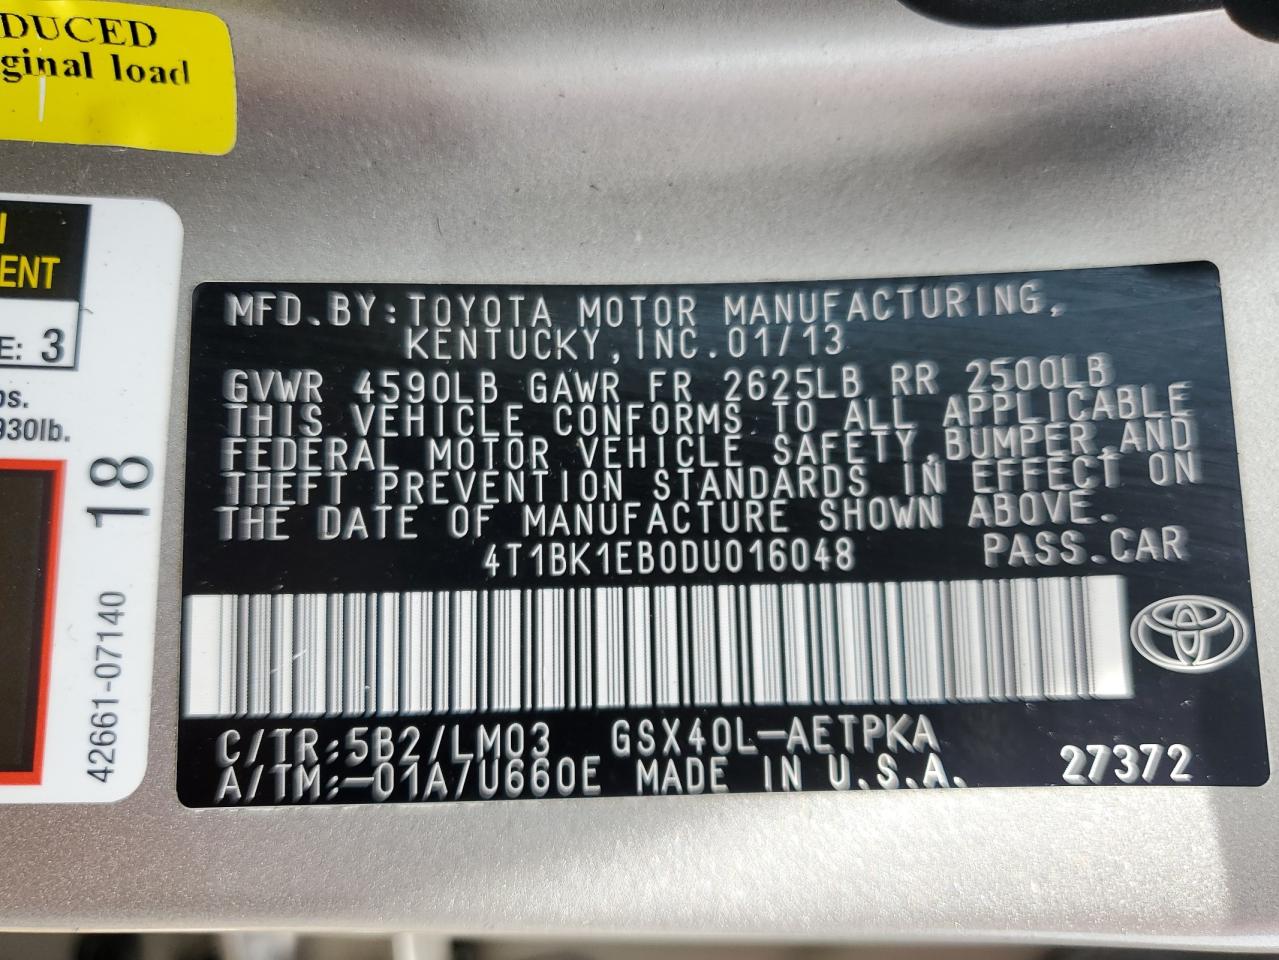 DUCED
ginal load
ENT
E: 3
os.
930lb.
18
42661-07140
MFD.BY:TOYOTA MOTOR MANUFACTURING,
KENTUCKY,INC.01/13
GVWR 4590LB GAWR FR 2625LB RR 2500LB
THIS VEHICLE CONFORMS TO ALL APPLICABLE
FEDERAL MOTOR VEHICLE SAFETY,BUMPER,AND
THEFT PREVENTION STANDARDS IN EFFECT ON
THE DATE OF MANUFACTURE SHOWN ABOVE.
4T1BK1EB0DU016048 PASS.CAR
C/TR:5B2/LM03 GSX40L-AETPKA
A/TM:-01A/U660E MADE IN U.S.A. 27372